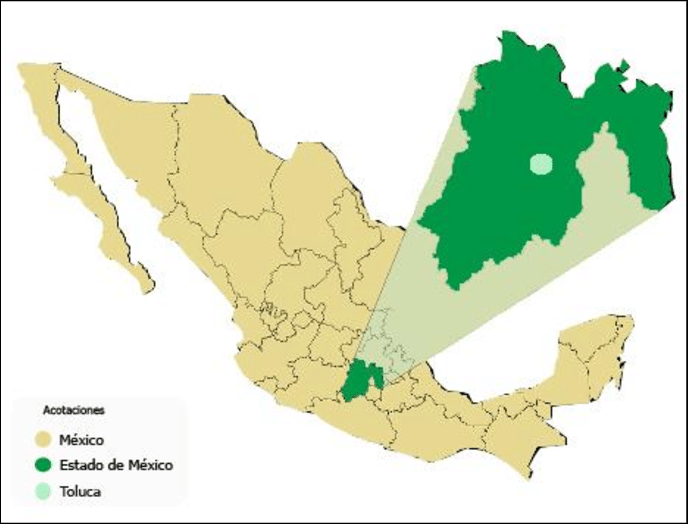 Acotaciones
México
Estado de México
Toluca